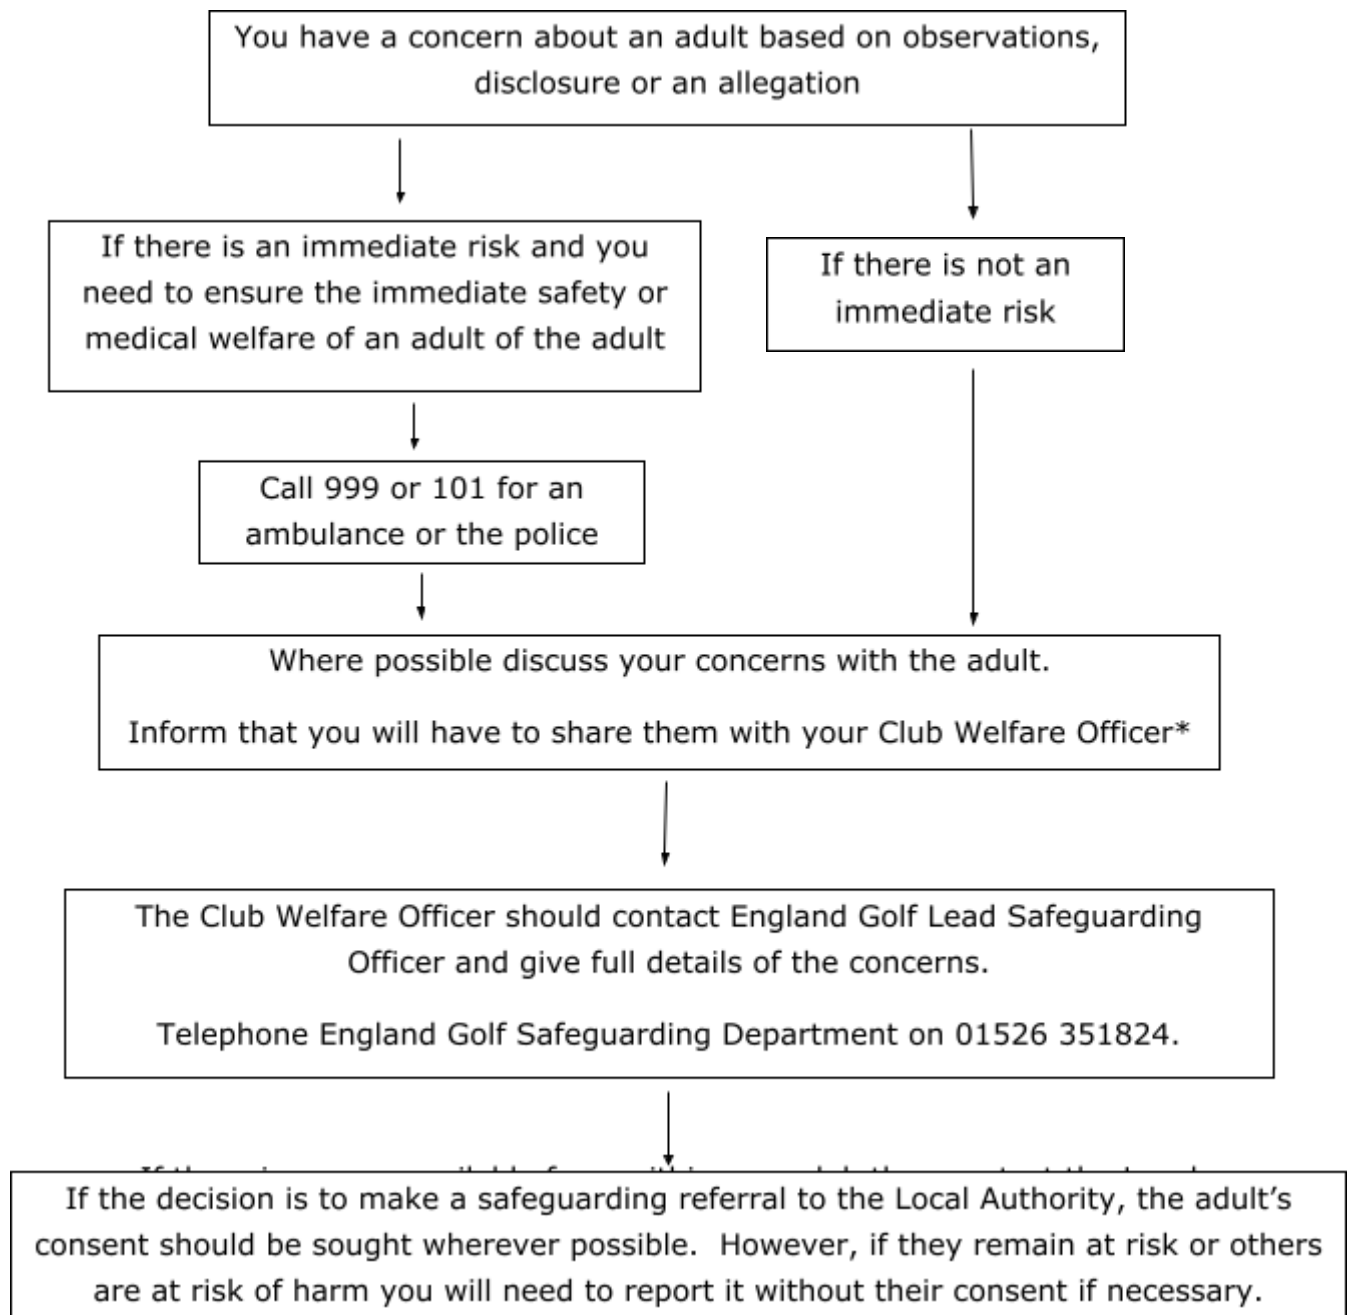 You have a concern about an adult based on observations,
disclosure or an allegation
If there is an immediate risk and you
need to ensure the immediate safety or
medical welfare of an adult of the adult
If there is not an
immediate risk
Call 999 or 101 for an
ambulance or the police
Where possible discuss your concerns with the adult.
Inform that you will have to share them with your Club Welfare Officer*
The Club Welfare Officer should contact England Golf Lead Safeguarding
Officer and give full details of the concerns.
Telephone England Golf Safeguarding Department on 01526 351824.
If the decision is to make a safeguarding referral to the Local Authority, the adult’s
consent should be sought wherever possible.  However, if they remain at risk or others
are at risk of harm you will need to report it without their consent if necessary.